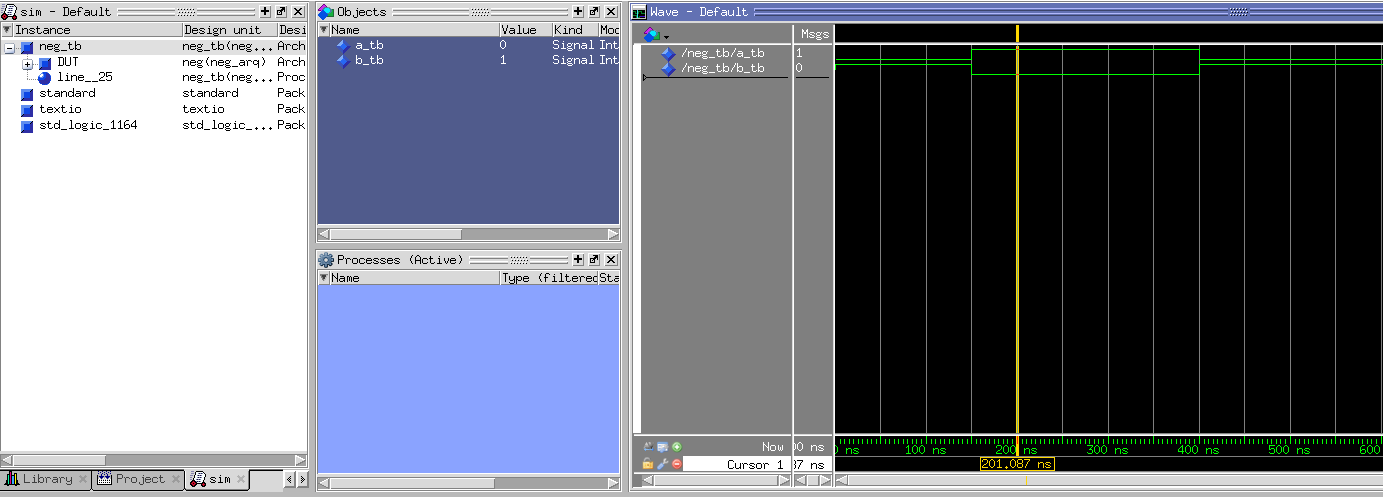 sim - Default
Instance Design unit Desi
neg_tb neg_tb(neg_... Arch
DUT neg(neg_arq) Arch
line__25 neg_tb(neg... Proc
standard standard Pack
textio textio Pack
std_logic_1164 std_logic_... Pack
Library Project sim
Objects
Name Value Kind Mod
a_tb 0 Signal Int
b_tb 1 Signal Int
Processes (Active)
Name Type (filtered Sta
Wave - Default
Msgs
/neg_tb/a_tb 1
/neg_tb/b_tb 0
Now 00 ns
Cursor 1 37 ns
0 ns 100 ns 200 ns 300 ns 400 ns 500 ns 600
201.087 ns